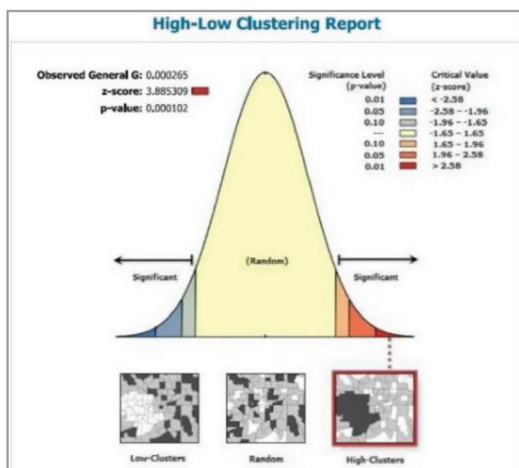 High-Low Clustering Report
Observed General G: 0.000265
z-score: 3.885309
p-value: 0.000102
Significance Level
(p-value)
Critical Value
(z-score)
0.01 < -2.58
0.05 -2.58 - -1.96
0.10 -1.96 - -1.65
--- -1.65 - 1.65
0.10 1.65 - 1.96
0.05 1.96 - 2.58
0.01 > 2.58
Significant (Random) Significant
Low-Clusters Random High-Clusters